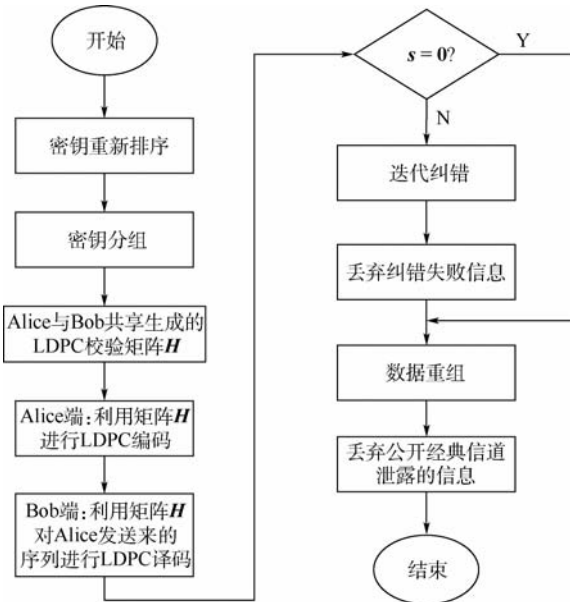 开始
密钥重新排序
密钥分组
Alice与Bob共享生成的
LDPC校验矩阵H
Alice端:利用矩阵H
进行LDPC编码
Bob端:利用矩阵H
对Alice发送来的
序列进行LDPC译码
s = 0?
Y
N
迭代纠错
丢弃纠错失败信息
数据重组
丢弃公开经典信道
泄露的信息
结束